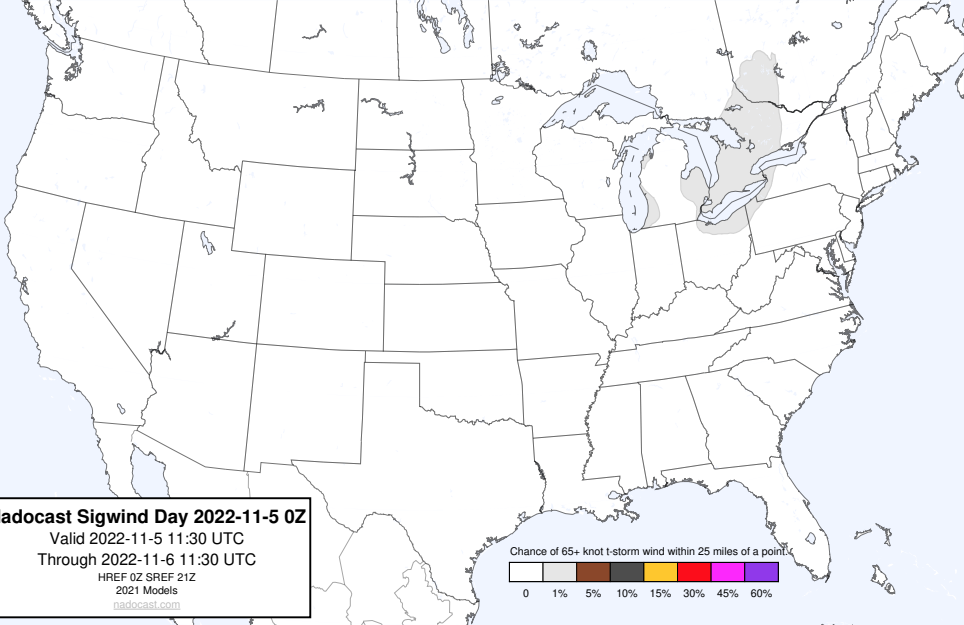 adocast Sigwind Day 2022-11-5 0Z
Valid 2022-11-5 11:30 UTC
Through 2022-11-6 11:30 UTC
HREF 0Z SREF 21Z
2021 Models
nadocast.com
Chance of 65+ knot t-storm wind within 25 miles of a point.
0 1% 5% 10% 15% 30% 45% 60%